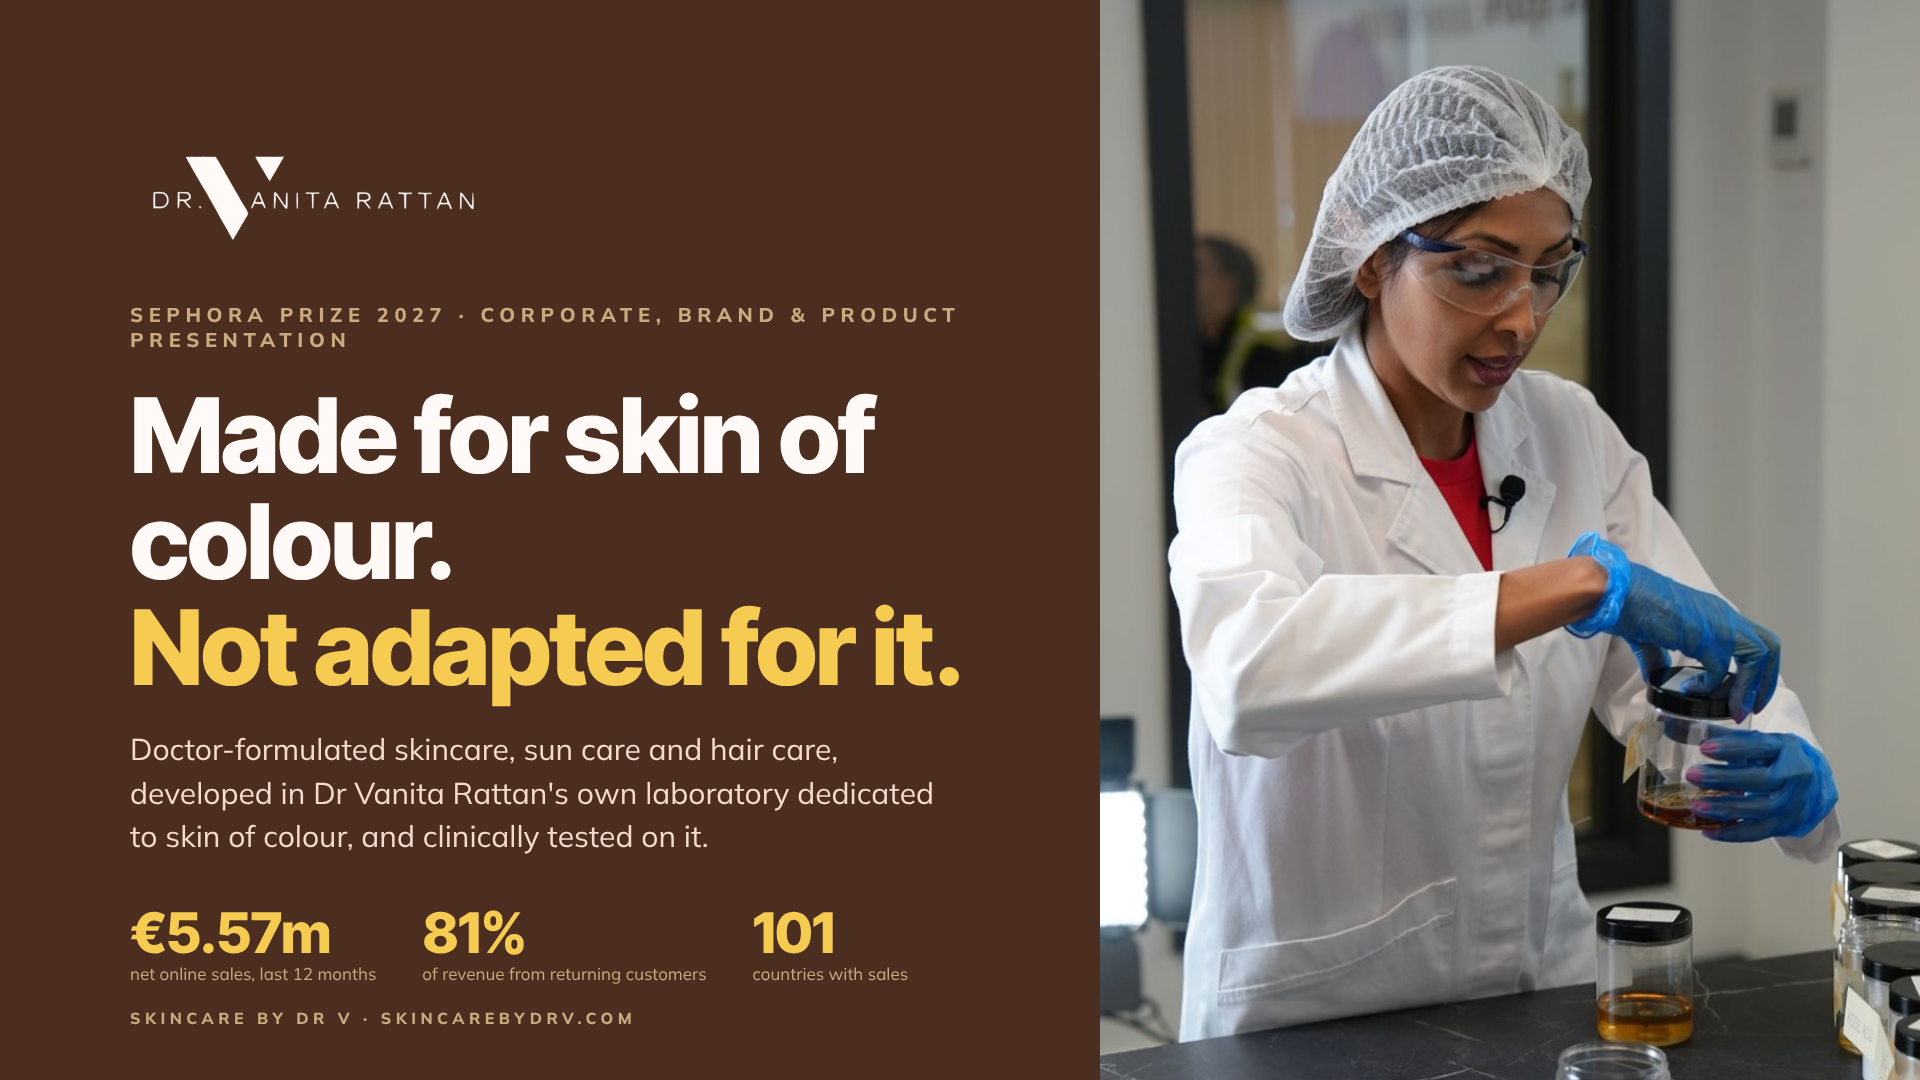 DR. VANITA RATTAN
SEPHORA PRIZE 2027 · CORPORATE, BRAND & PRODUCT
PRESENTATION
Made for skin of
colour.
Not adapted for it.
Doctor-formulated skincare, sun care and hair care,
developed in Dr Vanita Rattan's own laboratory dedicated
to skin of colour, and clinically tested on it.
€5.57m 81% 101
net online sales, last 12 months of revenue from returning customers countries with sales
SKINCARE BY DR V · SKINCAREBYDRV.COM